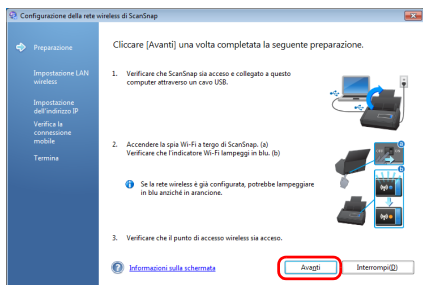 Configurazione della rete wireless di ScanSnap
Preparazione
Impostazione LAN
wireless
Impostazione
dell'indirizzo IP
Verifica la
connessione
mobile
Termina
Cliccare [Avanti] una volta completata la seguente preparazione.
1. Verificare che ScanSnap sia acceso e collegato a questo
computer attraverso un cavo USB.
2. Accendere la spia Wi-Fi a tergo di ScanSnap. (a)
Verificare che l'indicatore Wi-Fi lampeggi in blu. (b)
Se la rete wireless è già configurata, potrebbe lampeggiare
in blu anziché in arancione.
a
b
3. Verificare che il punto di accesso wireless sia acceso.
Informazioni sulla schermata
Avanti
Interrompi(D)